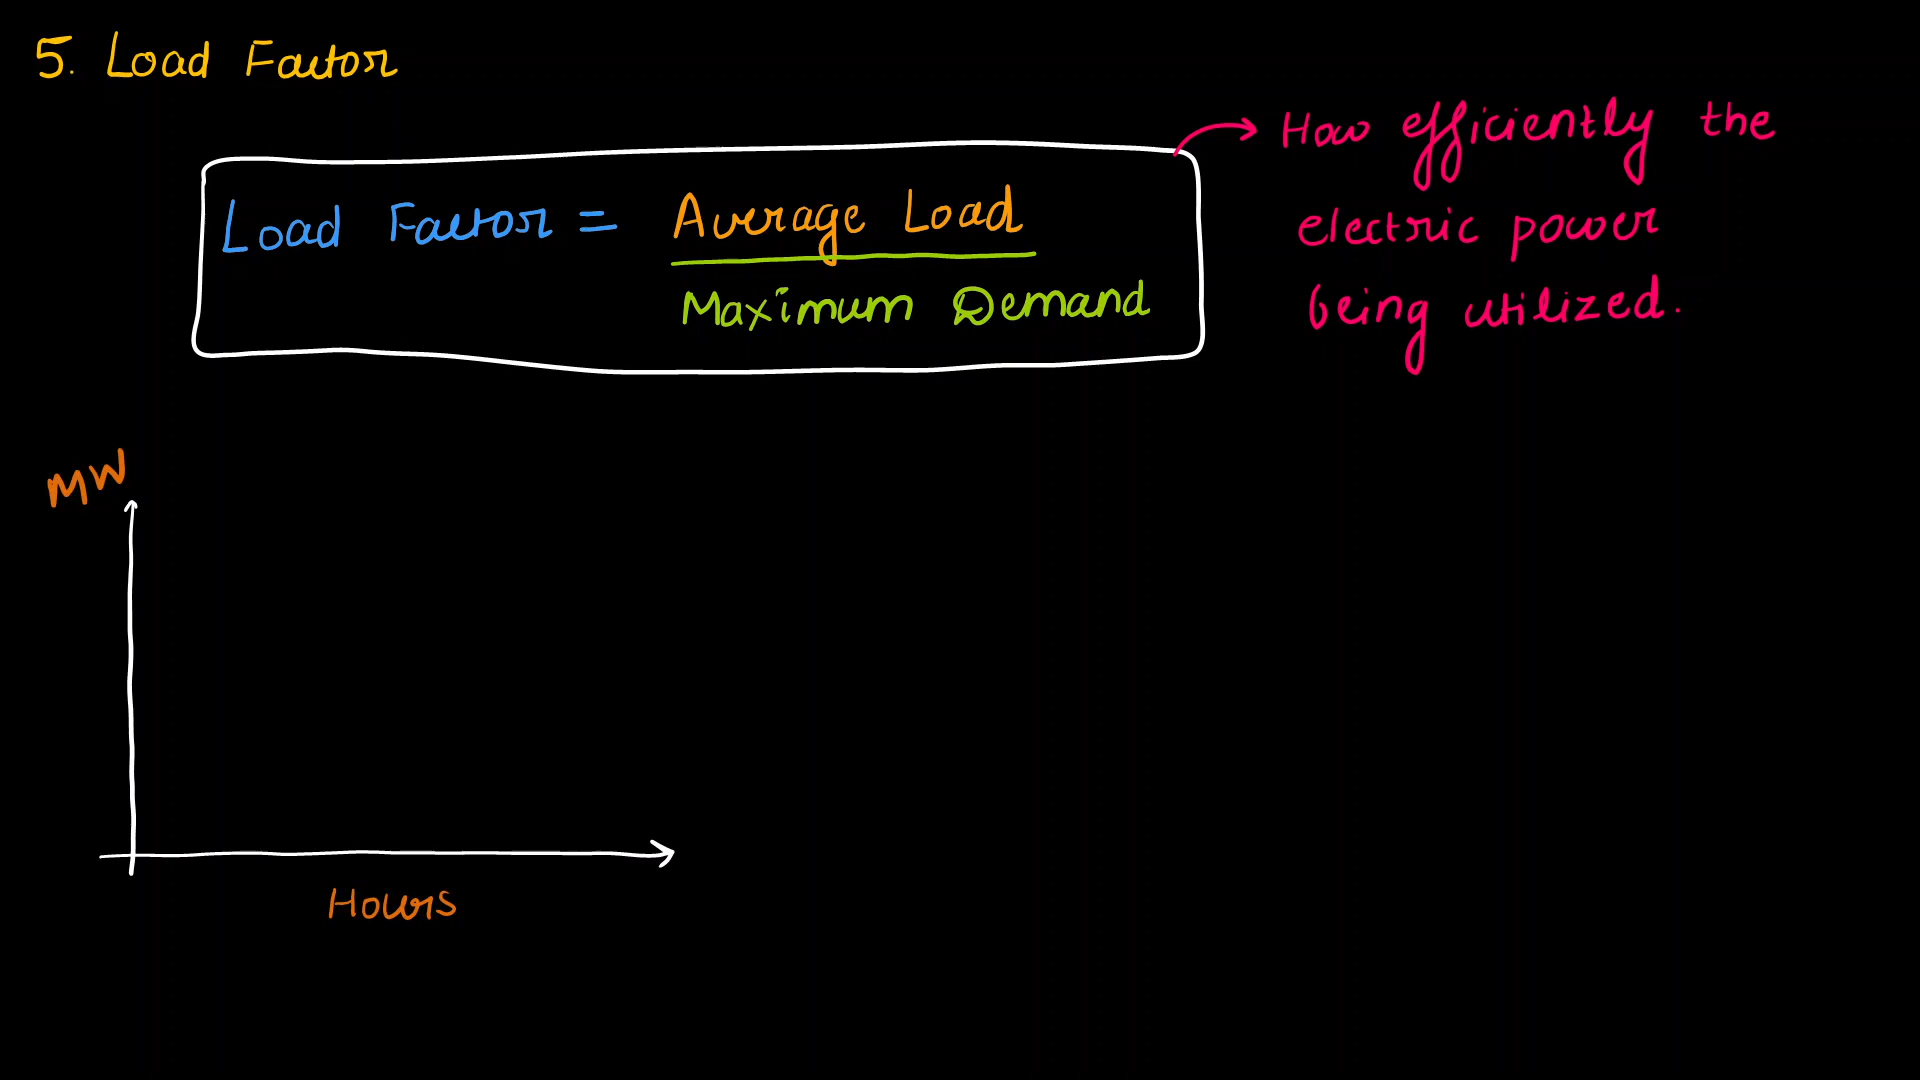 5. Load Factor
How efficiently the
electric power
being utilized.
Load Factor = Average Load
Maximum Demand
MW
Hours